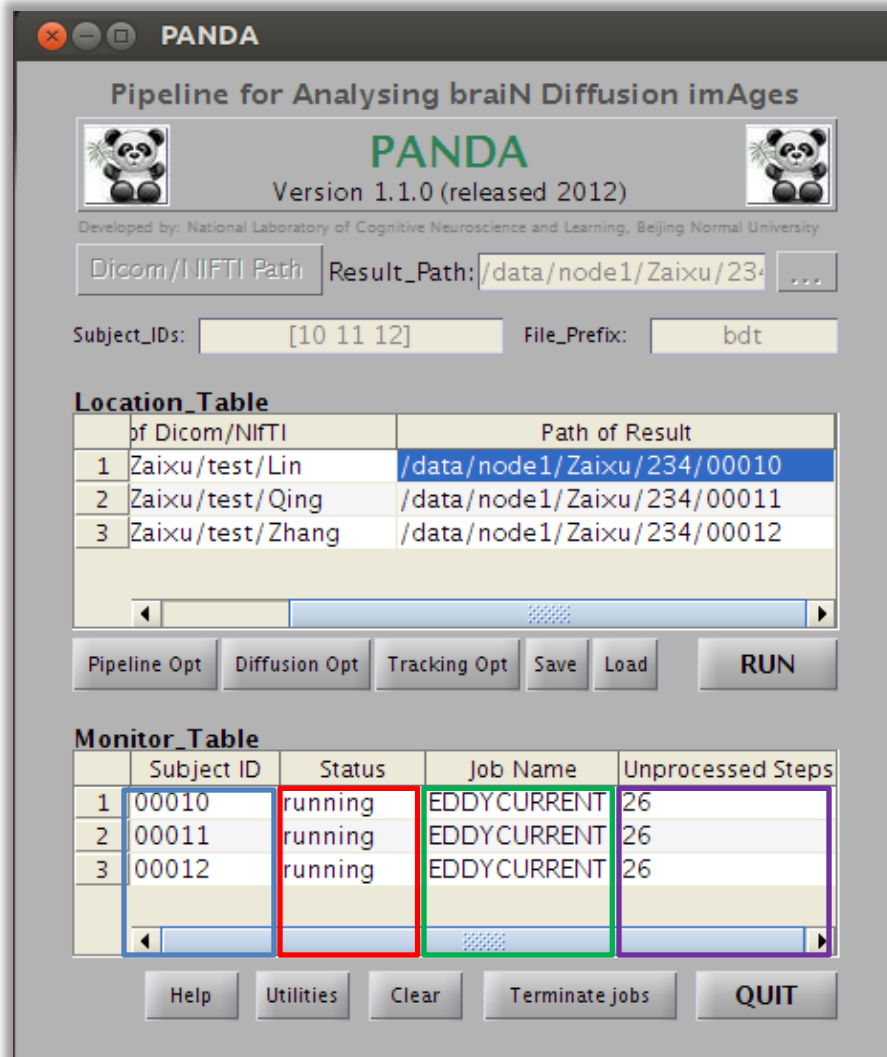 PANDA
Pipeline for Analysing braiN Diffusion imAges
PANDA
Version 1.1.0 (released 2012)
Developed by: National Laboratory of Cognitive Neuroscience and Learning, Beijing Normal University
Dicom/NIFTI Path Result_Path: /data/node1/Zaixu/234 ...
Subject_IDs: [10 11 12] File_Prefix: bdt
Location_Table
of Dicom/NIfTI Path of Result
1 Zaixu/test/Lin /data/node1/Zaixu/234/00010
2 Zaixu/test/Qing /data/node1/Zaixu/234/00011
3 Zaixu/test/Zhang /data/node1/Zaixu/234/00012
Pipeline Opt Diffusion Opt Tracking Opt Save Load RUN
Monitor_Table
Subject ID Status Job Name Unprocessed Steps
1 00010 running EDDYCURRENT 26
2 00011 running EDDYCURRENT 26
3 00012 running EDDYCURRENT 26
Help Utilities Clear Terminate jobs QUIT